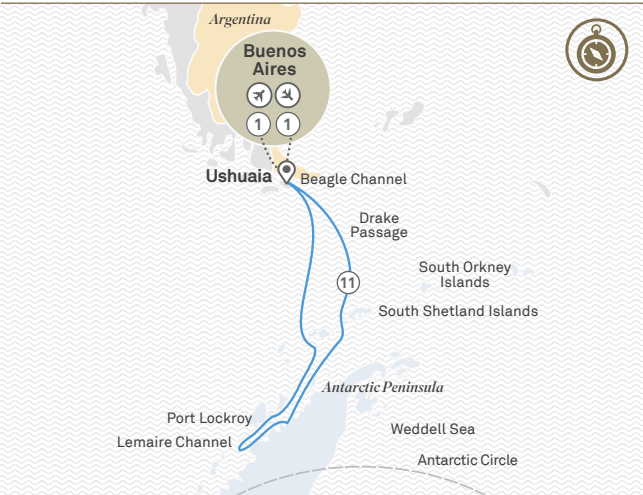 Argentina
Buenos
Aires
1
1
Ushuaia
Beagle Channel
Drake
Passage
South Orkney
Islands
11
South Shetland Islands
Antarctic Peninsula
Port Lockroy
Weddell Sea
Lemaire Channel
Antarctic Circle